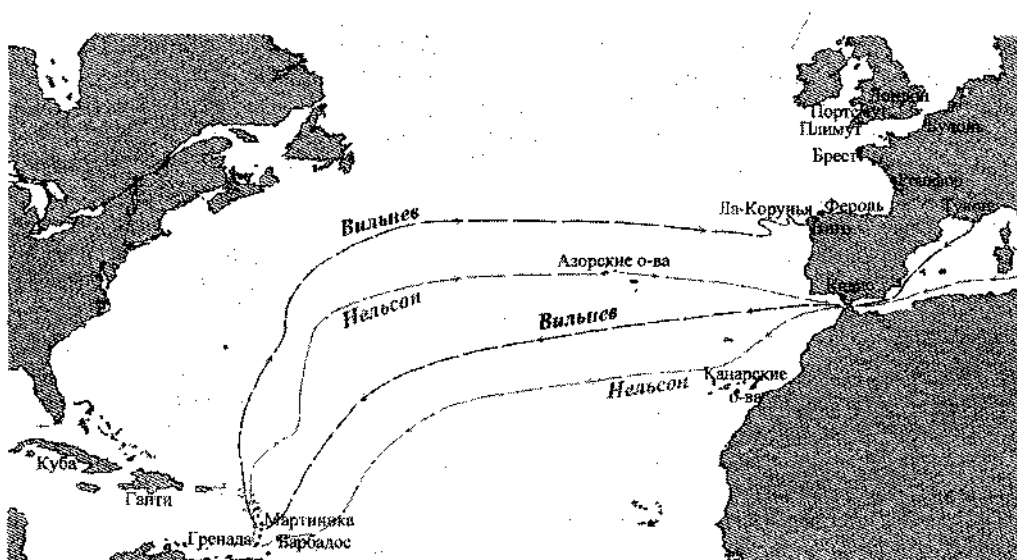 Лондон
Портсмут
Плимут
Булонь
Брест
Рошфор
Ла-Корунья
Ферроль
Тулон
Виго
Вильнев
Азорские о-ва
Нельсон
Кадис
Вильнев
Нельсон
Канарские
о-ва
Куба
Гаити
Мартиника
Гренада
Барбадос